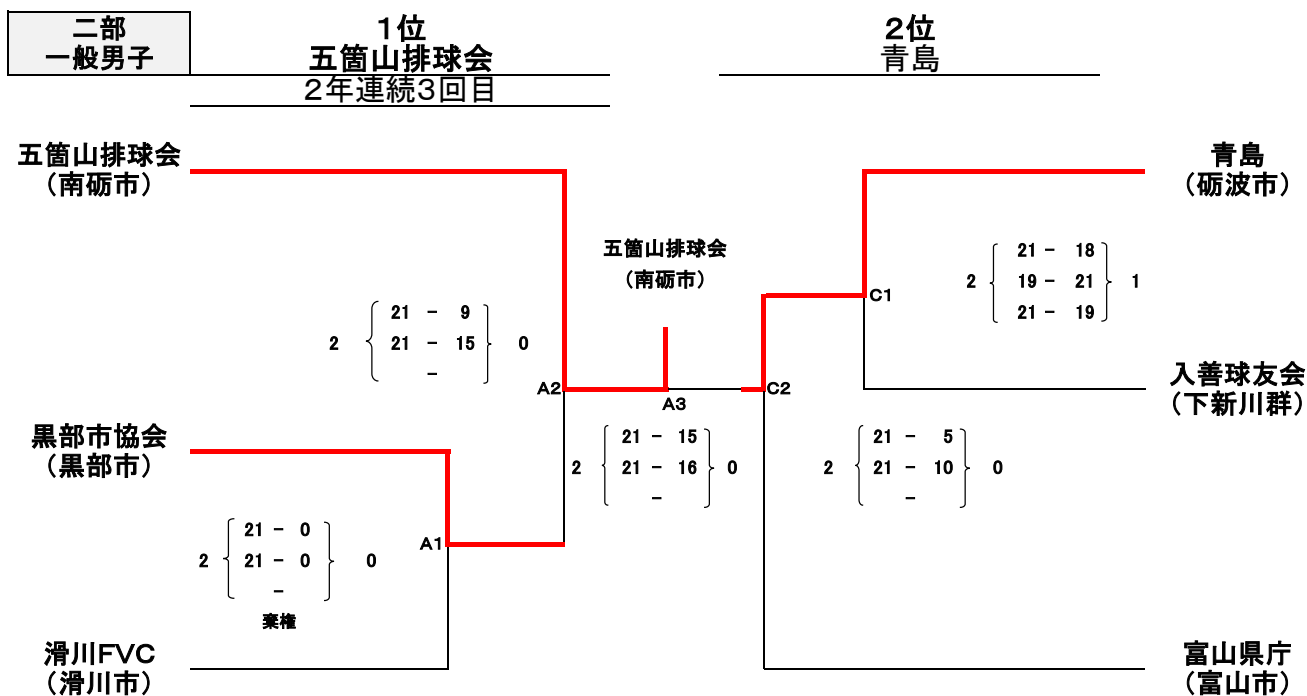 二部
一般男子
1位
五箇山排球会
2年連続3回目
2位
青島
五箇山排球会
(南砺市)
青島
(砺波市)
五箇山排球会
(南砺市)
2 21 - 18 1
19 - 21
21 - 19
C1
2 21 - 9 0
21 - 15
-
A2
A3
C2
入善球友会
(下新川群)
黒部市協会
(黒部市)
2 21 - 15 0
21 - 16
-
2 21 - 5 0
21 - 10
-
A1
2 21 - 0 0
21 - 0
-
棄権
滑川FVC
(滑川市)
富山県庁
(富山市)